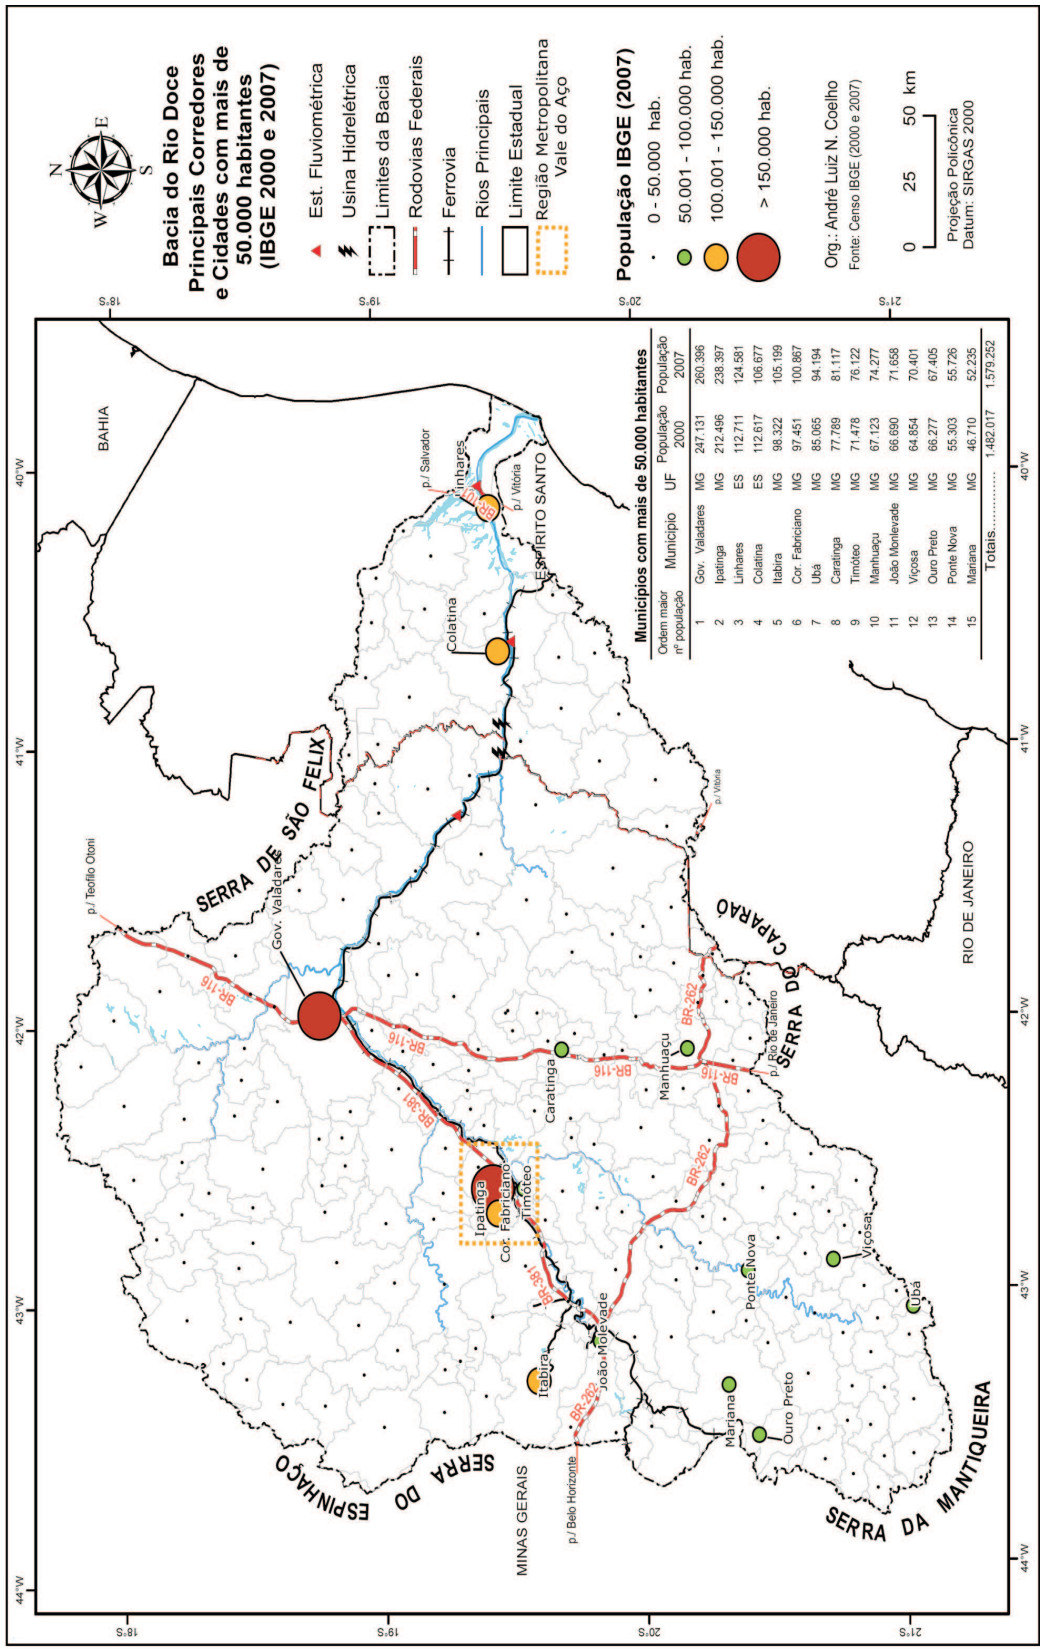 Bacia do Rio Doce
Principais Corredores
e Cidades com mais de
50.000 habitantes
(IBGE 2000 e 2007)
N
W E
S
Est. Fluviométrica
Usina Hidrelétrica
Limites da Bacia
Rodovias Federais
Ferrovia
Rios Principais
Limite Estadual
Região Metropolitana
Vale do Aço
População IBGE (2007)
0 - 50.000 hab.
50.001 - 100.000 hab.
100.001 - 150.000 hab.
> 150.000 hab.
Org.: André Luiz N. Coelho
Fonte: Censo IBGE (2000 e 2007)
0 25 50 km
Projeção Policônica
Datum: SIRGAS 2000
44°W 43°W 42°W 41°W 40°W
18°S
19°S
20°S
21°S
18°S
19°S
20°S
21°S
44°W 43°W 42°W 41°W 40°W
BAHIA
p./ Teofilo Otoni
BR-116
SERRA DE SÃO FELIX
Gov. Valadares
p./ Salvador
Linhares
BR-101
p./ Vitória
ESPIRITO SANTO
Colatina
BR-116
BR-381
SERRA DO ESPINHAÇO
Ipatinga
Cor. Fabriciano
Timóteo
Caratinga
BR-116
Manhuaçu
BR-262
BR-116
p./ Rio de Janeiro
p./ Vitória
SERRA DO CAPARAÓ
MINAS GERAIS
Itabira
BR-381
BR-262
p./ Belo Horizonte
João Molevade
BR-262
Mariana
Ouro Preto
Ponte Nova
Viçosa
Ubá
SERRA DA MANTIQUEIRA
RIO DE JANEIRO
Municípios com mais de 50.000 habitantes
Ordem maior nº população Municipio UF População 2000 População 2007
1 Gov. Valadares MG 247.131 260.396
2 Ipatinga MG 212.496 238.397
3 Linhares ES 112.711 124.581
4 Colatina ES 112.617 106.677
5 Itabira MG 98.322 105.199
6 Cor. Fabriciano MG 97.451 100.867
7 Ubá MG 85.065 94.194
8 Caratinga MG 77.789 81.117
9 Timóteo MG 71.478 76.122
10 Manhuaçu MG 67.123 74.277
11 João Monlevade MG 66.690 71.658
12 Viçosa MG 64.854 70.401
13 Ouro Preto MG 66.277 67.405
14 Ponte Nova MG 55.303 55.726
15 Mariana MG 46.710 52.235
Totais............... 1.482.017 1.579.252